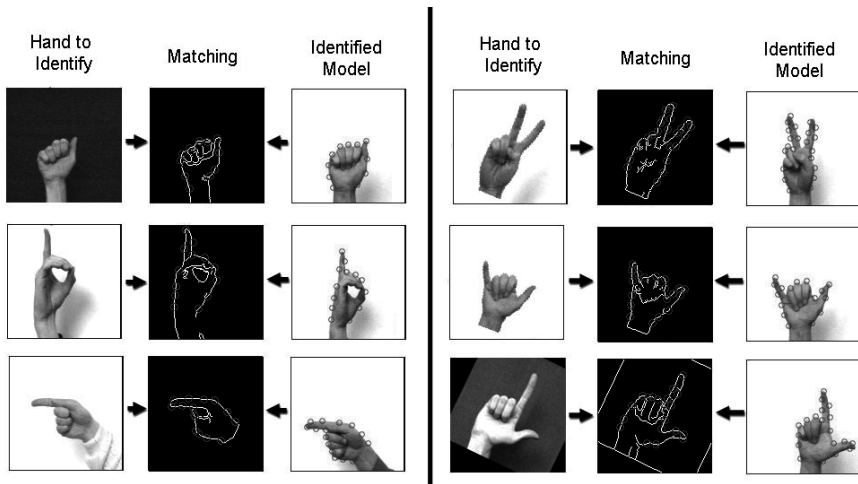 Hand to
Identify
Matching
Identified
Model
Hand to
Identify
Matching
Identified
Model